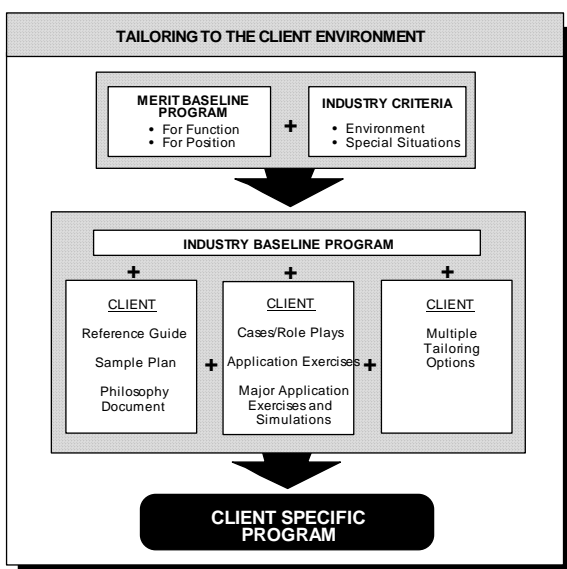 TAILORING TO THE CLIENT ENVIRONMENT
MERIT BASELINE
PROGRAM
• For Function
• For Position
+
INDUSTRY CRITERIA
• Environment
• Special Situations
INDUSTRY BASELINE PROGRAM
+
+
+
CLIENT
Reference Guide
Sample Plan
Philosophy
Document
+
CLIENT
Cases/Role Plays
Application Exercises
Major Application
Exercises and
Simulations
+
CLIENT
Multiple
Tailoring
Options
CLIENT SPECIFIC
PROGRAM